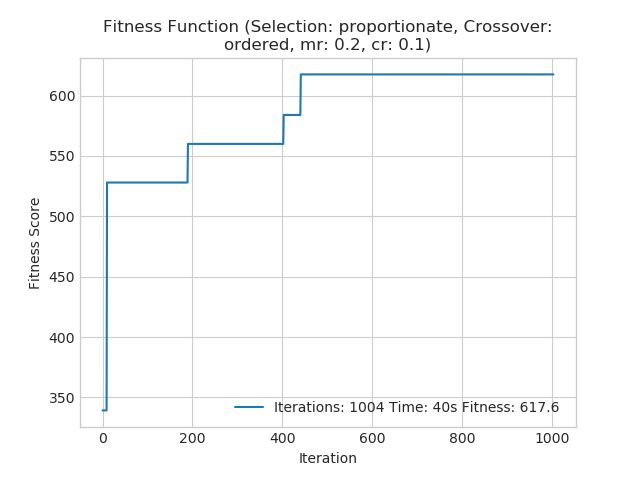 Fitness Function (Selection: proportionate, Crossover:
ordered, mr: 0.2, cr: 0.1)
600
550
500
450
400
350
Fitness Score
Iterations: 1004 Time: 40s Fitness: 617.6
0 200 400 600 800 1000
Iteration